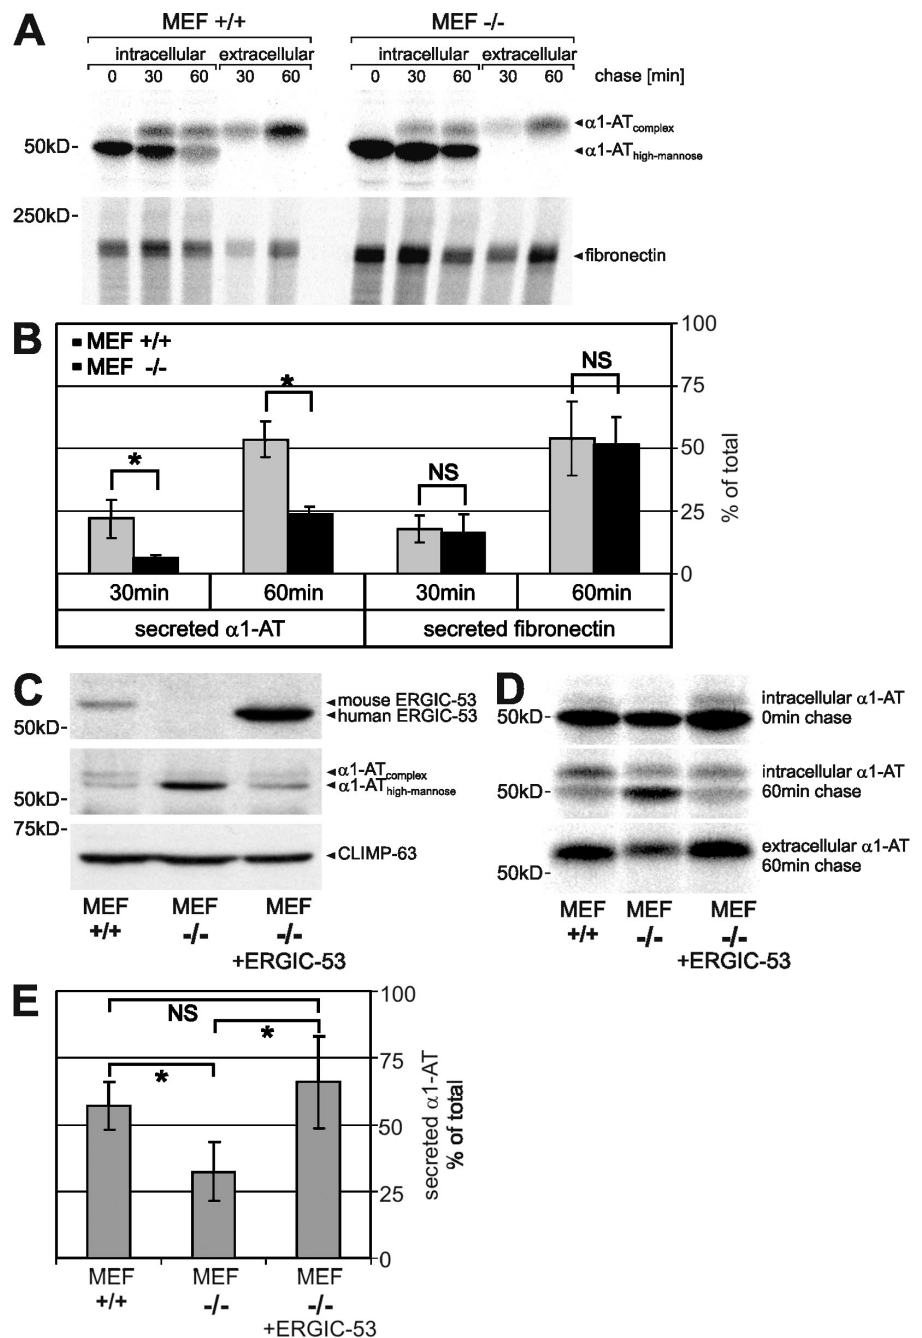 A
MEF +/+ MEF -/-
intracellular extracellular intracellular extracellular
0 30 60 30 60 0 30 60 30 60 chase [min]
α1-ATcomplex
50kD- α1-AThigh-mannose
250kD-
fibronectin
B
MEF +/+
MEF -/-
* * NS NS
100
75
50
25
0
% of total
30min 60min 30min 60min
secreted α1-AT secreted fibronectin
C
mouse ERGIC-53
human ERGIC-53
50kD-
α1-ATcomplex
α1-AThigh-mannose
50kD-
75kD-
CLIMP-63
MEF MEF MEF
+/+ -/- -/-
+ERGIC-53
D
50kD- intracellular α1-AT
0min chase
50kD- intracellular α1-AT
60min chase
extracellular α1-AT
50kD- 60min chase
MEF MEF MEF
+/+ -/- -/-
+ERGIC-53
E
NS
*
*
100
75
50
25
0
secreted α1-AT
% of total
MEF MEF MEF
+/+ -/- -/-
+ERGIC-53